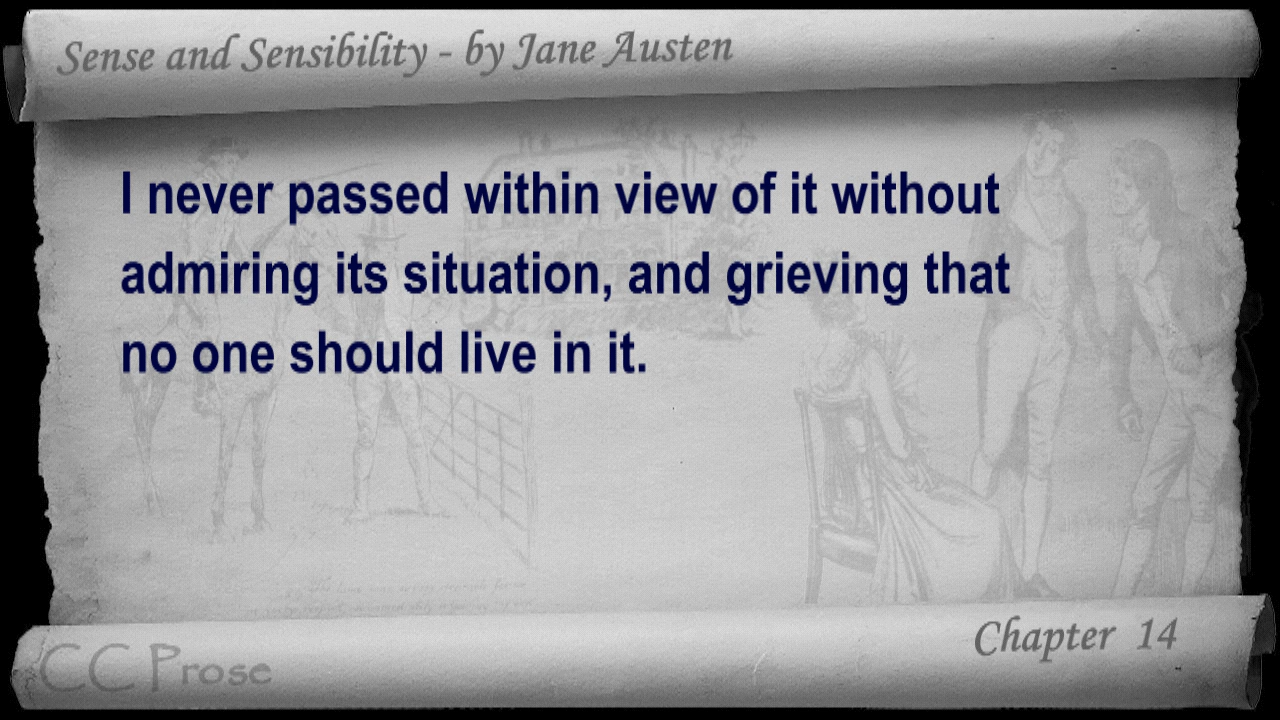 Sense and Sensibility - by Jane Austen
I never passed within view of it without
admiring its situation, and grieving that
no one should live in it.
Chapter 14
CC Prose